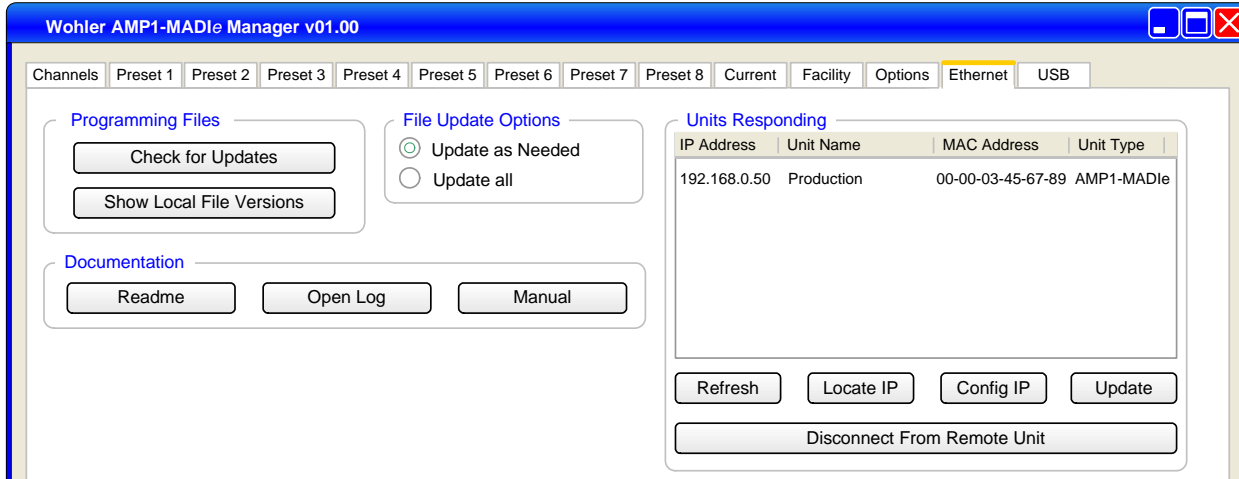 Wohler AMP1-MADIe Manager v01.00
Channels Preset 1 Preset 2 Preset 3 Preset 4 Preset 5 Preset 6 Preset 7 Preset 8 Current Facility Options Ethernet USB
Programming Files
Check for Updates
Show Local File Versions
File Update Options
Update as Needed
Update all
Documentation
Readme Open Log Manual
Units Responding
IP Address Unit Name MAC Address Unit Type
192.168.0.50 Production 00-00-03-45-67-89 AMP1-MADIe
Refresh Locate IP Config IP Update
Disconnect From Remote Unit